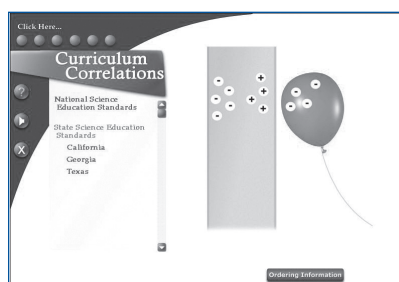 Click Here...
Curriculum
Correlations
National Science
Education Standards
State Science Education
Standards
California
Georgia
Texas
?
X
Ordering Information